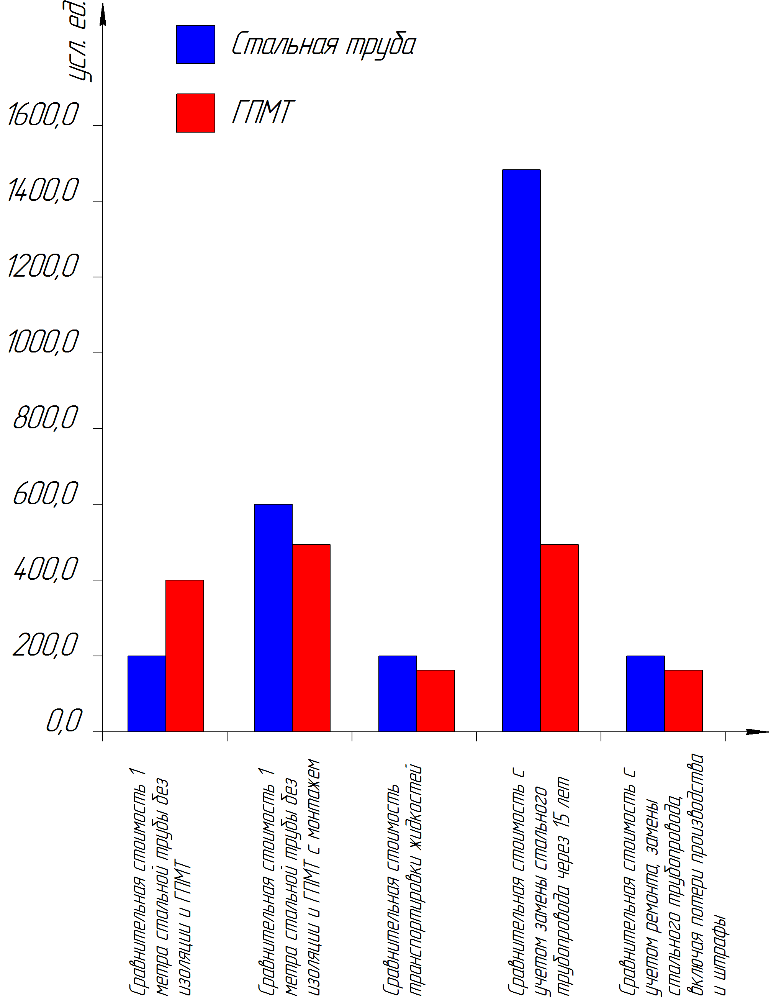 усл. ед.
Стальная труба
ГПМТ
1600,0
1400,0
1200,0
1000,0
800,0
600,0
400,0
200,0
0,0
Сравнительная стоимость 1
метра стальной трубы без
изоляции и ГПМТ
Сравнительная стоимость 1
метра стальной трубы без
изоляции и ГПМТ с монтажем
Сравнительная стоимость
транспортировки жидкостей
Сравнительная стоимость с
учетом замены стального
трубопровода через 15 лет
Сравнительная стоимость с
учетом ремонта, замены
стального трубопровода,
включая потери производства
и штрафы